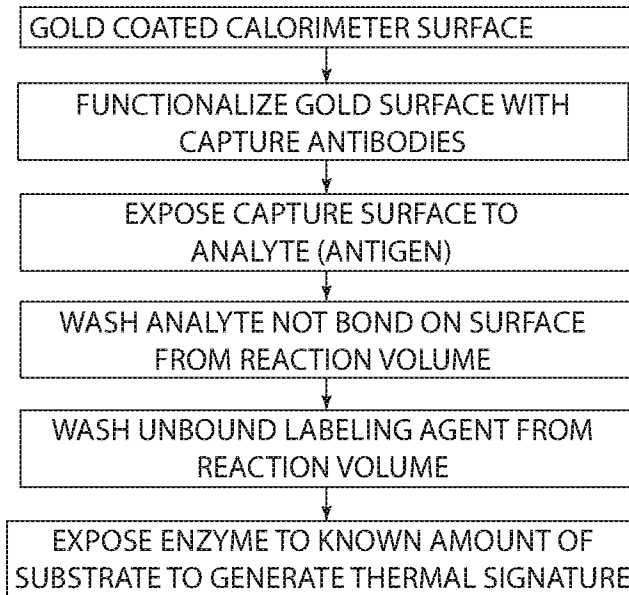 GOLD COATED CALORIMETER SURFACE
FUNCTIONALIZE GOLD SURFACE WITH
CAPTURE ANTIBODIES
EXPOSE CAPTURE SURFACE TO
ANALYTE (ANTIGEN)
WASH ANALYTE NOT BOND ON SURFACE
FROM REACTION VOLUME
WASH UNBOUND LABELING AGENT FROM
REACTION VOLUME
EXPOSE ENZYME TO KNOWN AMOUNT OF
SUBSTRATE TO GENERATE THERMAL SIGNATURE